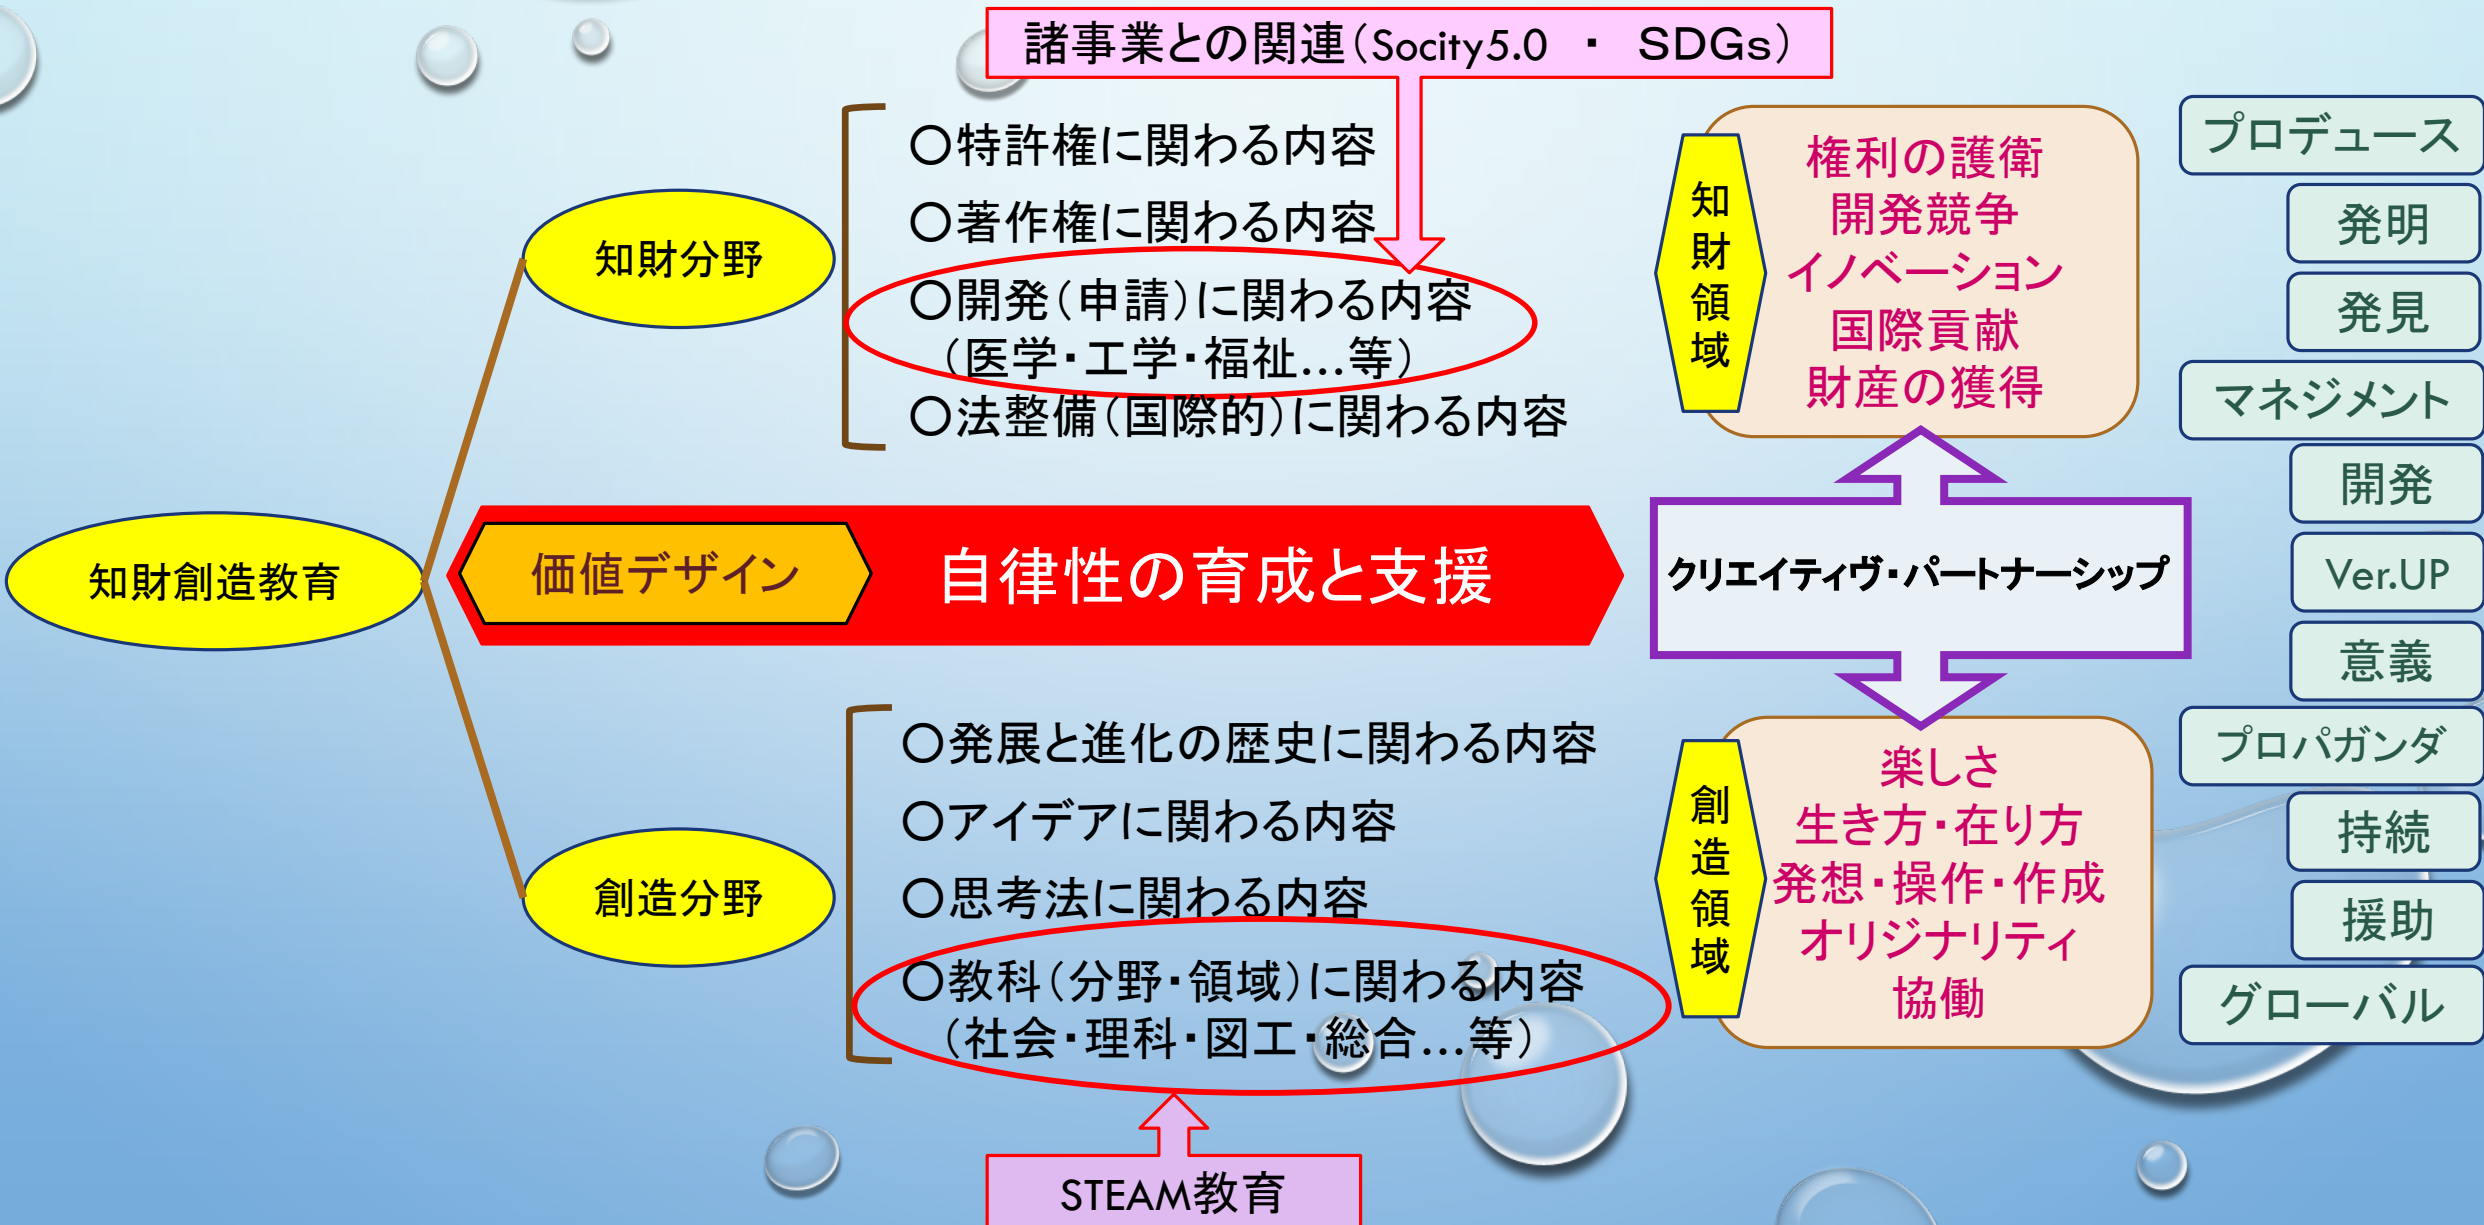 諸事業との関連（Socity5.0 ・ SDGs）
知財創造教育
知財分野
〇特許権に関わる内容
〇著作権に関わる内容
〇開発（申請）に関わる内容
（医学・工学・福祉…等）
〇法整備（国際的）に関わる内容
価値デザイン
自律性の育成と支援
創造分野
〇発展と進化の歴史に関わる内容
〇アイデアに関わる内容
〇思考法に関わる内容
〇教科（分野・領域）に関わる内容
（社会・理科・図工・総合…等）
STEAM教育
知財領域
権利の護衛
開発競争
イノベーション
国際貢献
財産の獲得
クリエイティヴ・パートナーシップ
創造領域
楽しさ
生き方・在り方
発想・操作・作成
オリジナリティ
協働
プロデュース
発明
発見
マネジメント
開発
Ver.UP
意義
プロパガンダ
持続
援助
グローバル